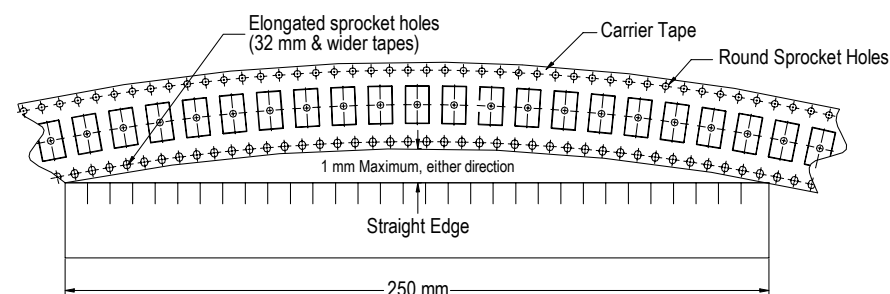 Elongated sprocket holes
(32 mm & wider tapes)
Carrier Tape
Round Sprocket Holes
1 mm Maximum, either direction
Straight Edge
250 mm